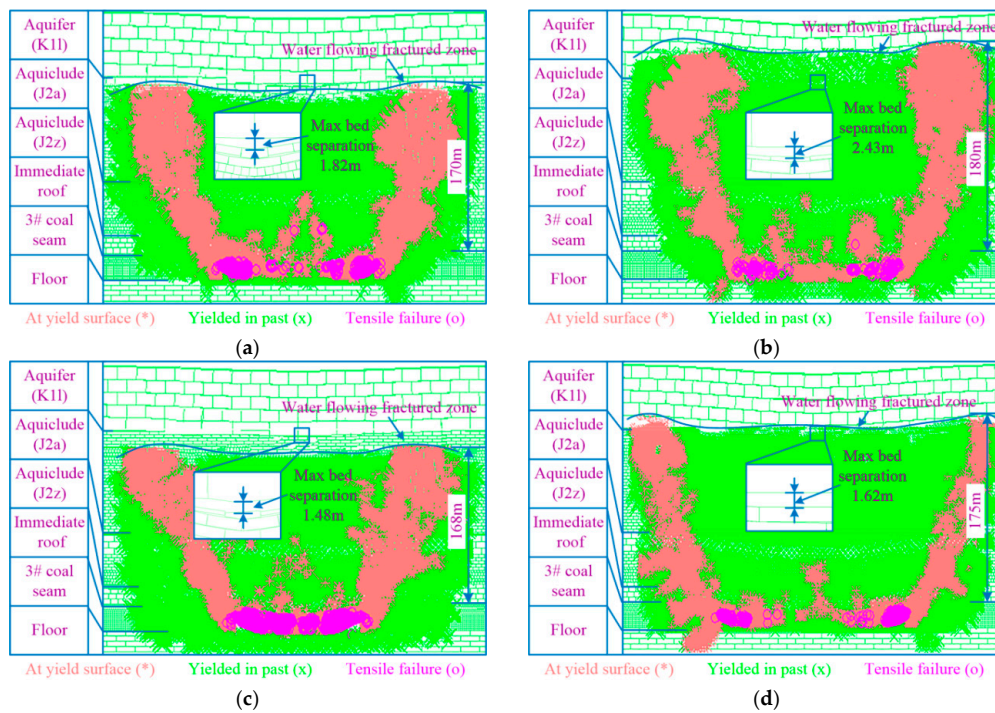 Aquifer
(K1l)
Aquiclude
(J2a)
Aquiclude
(J2z)
Immediate
roof
3# coal
seam
Floor
Water flowing fractured zone
Max bed
separation
1.82m
170m
At yield surface (*)
Yielded in past (x)
Tensile failure (o)
(a)
Aquifer
(K1l)
Aquiclude
(J2a)
Aquiclude
(J2z)
Immediate
roof
3# coal
seam
Floor
Water flowing fractured zone
Max bed
separation
2.43m
180m
At yield surface (*)
Yielded in past (x)
Tensile failure (o)
(b)
Aquifer
(K1l)
Aquiclude
(J2a)
Aquiclude
(J2z)
Immediate
roof
3# coal
seam
Floor
Water flowing fractured zone
Max bed
separation
1.48m
168m
At yield surface (*)
Yielded in past (x)
Tensile failure (o)
(c)
Aquifer
(K1l)
Aquiclude
(J2a)
Aquiclude
(J2z)
Immediate
roof
3# coal
seam
Floor
Water flowing fractured zone
Max bed
separation
1.62m
175m
At yield surface (*)
Yielded in past (x)
Tensile failure (o)
(d)